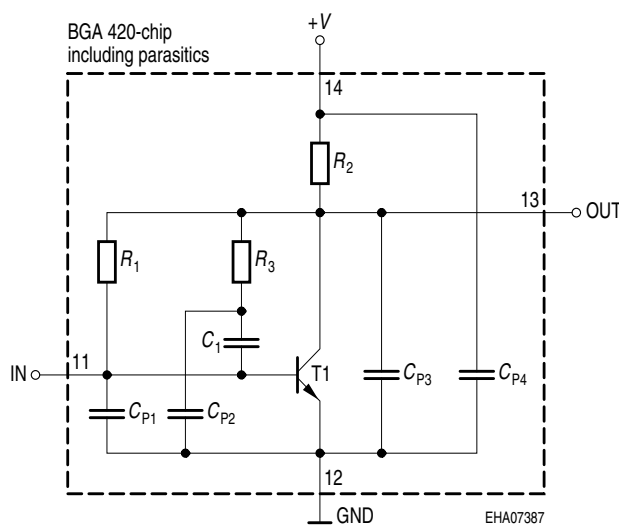 BGA 420-chip
including parasitics
+V
14
R2
13
OUT
R1
R3
C1
11
IN
T1
CP1
CP2
CP3
CP4
12
GND
EHA07387